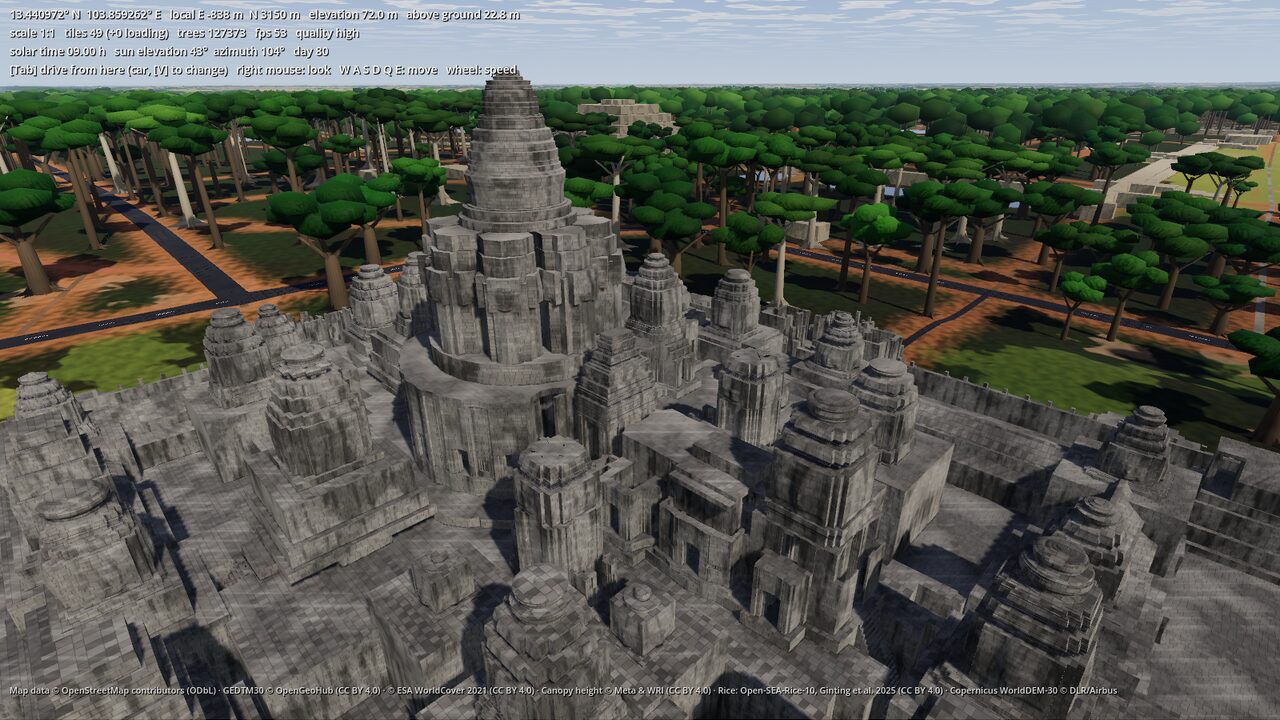 13.440972° N  103.859262° E   local E -838 m  N 3150 m   elevation 72.0 m   above ground 22.8 m
scale 1:1   tiles 49 (+0 loading)   trees 127373   fps 53   quality high
solar time 09.00 h   sun elevation 43°  azimuth 104°   day 80
[Tab] drive from here (car, [V] to change)   right mouse: look   W A S D Q E: move   wheel: speed
Map data © OpenStreetMap contributors (ODbL) · GEDTM30 © OpenGeoHub (CC BY 4.0) · © ESA WorldCover 2021 (CC BY 4.0) · Canopy height © Meta & WRI (CC BY 4.0) · Rice: Open-SEA-Rice-10, Ginting et al. 2025 (CC BY 4.0) · Copernicus WorldDEM-30 © DLR/Airbus